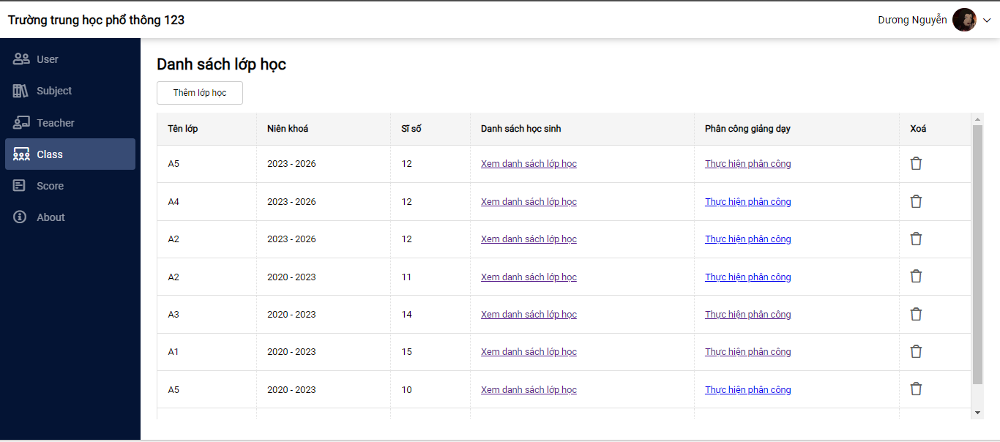 Trường trung học phổ thông 123
Dương Nguyễn
User
Subject
Teacher
Class
Score
About
Danh sách lớp học
Thêm lớp học
Tên lớp Niên khoá Sĩ số Danh sách học sinh Phân công giảng dạy Xoá
A5 2023 - 2026 12 Xem danh sách lớp học Thực hiện phân công
A4 2023 - 2026 12 Xem danh sách lớp học Thực hiện phân công
A2 2023 - 2026 12 Xem danh sách lớp học Thực hiện phân công
A2 2020 - 2023 11 Xem danh sách lớp học Thực hiện phân công
A3 2020 - 2023 14 Xem danh sách lớp học Thực hiện phân công
A1 2020 - 2023 15 Xem danh sách lớp học Thực hiện phân công
A5 2020 - 2023 10 Xem danh sách lớp học Thực hiện phân công